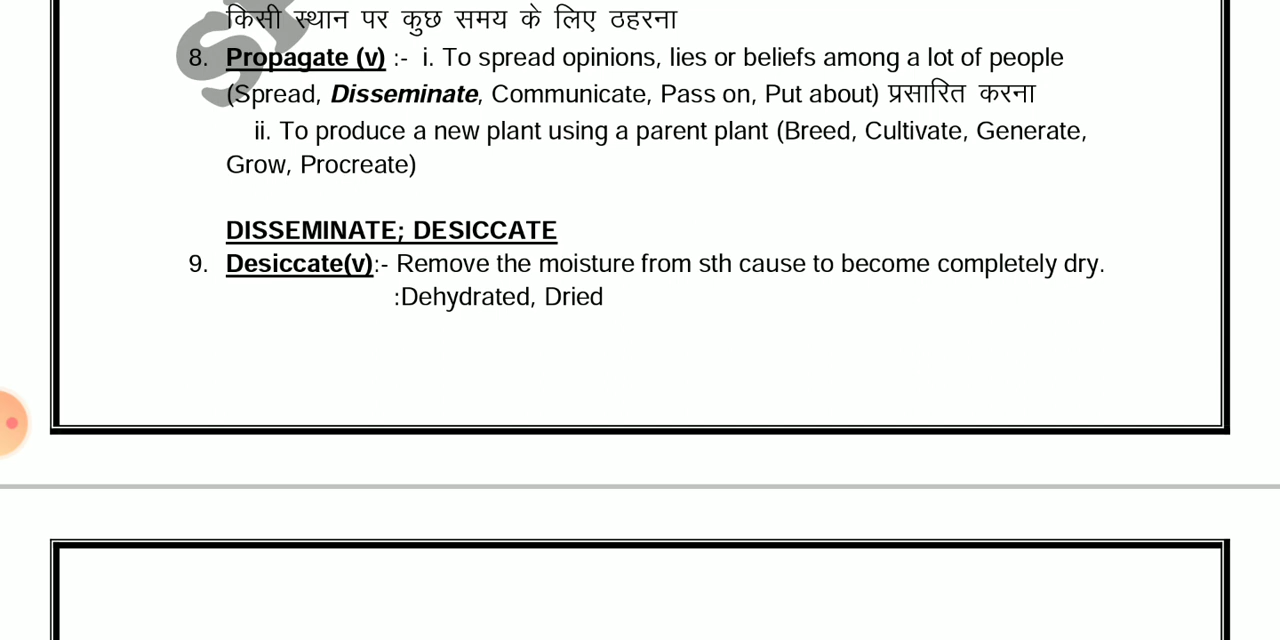 किसी स्थान पर कुछ समय के लिए ठहरना
8. Propagate (v) :- i. To spread opinions, lies or beliefs among a lot of people
(Spread, Disseminate, Communicate, Pass on, Put about) प्रसारित करना
ii. To produce a new plant using a parent plant (Breed, Cultivate, Generate,
Grow, Procreate)
DISSEMINATE; DESICCATE
9. Desiccate(v):- Remove the moisture from sth cause to become completely dry.
:Dehydrated, Dried